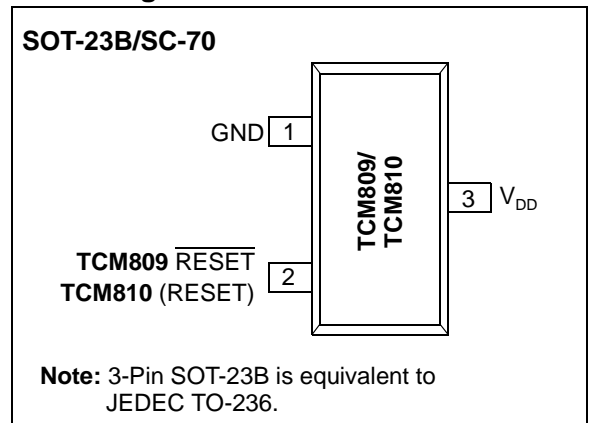 SOT-23B/SC-70
GND 1
TCM809/
TCM810
3 VDD
TCM809 RESET
TCM810 (RESET)
2
Note: 3-Pin SOT-23B is equivalent to
JEDEC TO-236.